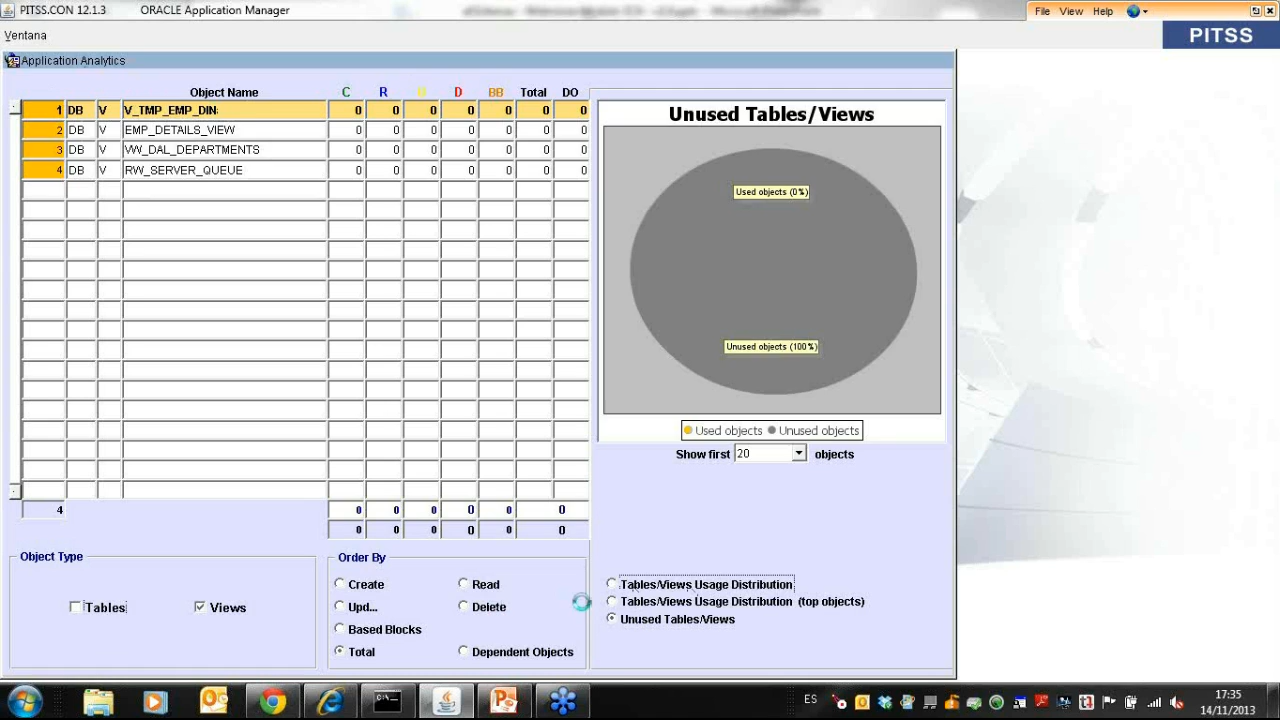 PITSS.CON 12.1.3 ORACLE Application Manager
File View Help
Ventana
PITSS
Application Analytics
Object Name C R U D BB Total DO
1 DB V V_TMP_EMP_DIN 0 0 0 0 0 0 0
2 DB V EMP_DETAILS_VIEW 0 0 0 0 0 0 0
3 DB V VW_DAL_DEPARTMENTS 0 0 0 0 0 0 0
4 DB V RW_SERVER_QUEUE 0 0 0 0 0 0 0
4 0 0 0 0 0 0
0 0 0 0 0 0
Unused Tables/Views
Used objects (0%)
Unused objects (100%)
Used objects Unused objects
Show first 20 objects
Object Type
Tables Views
Order By
Create Read
Upd... Delete
Based Blocks
Total Dependent Objects
Tables/Views Usage Distribution
Tables/Views Usage Distribution (top objects)
Unused Tables/Views
ES
17:35
14/11/2013